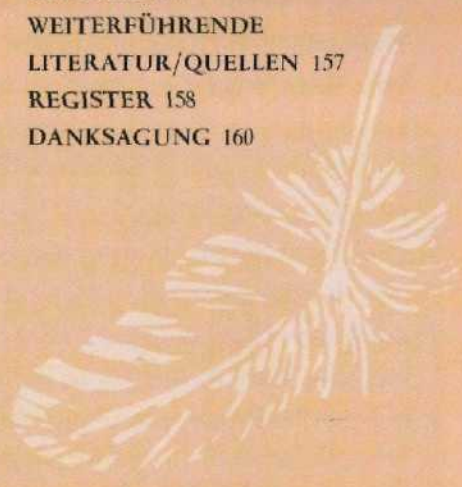 WEITERFÜHRENDE
LITERATUR/QUELLEN 157
REGISTER 158
DANKSAGUNG 160